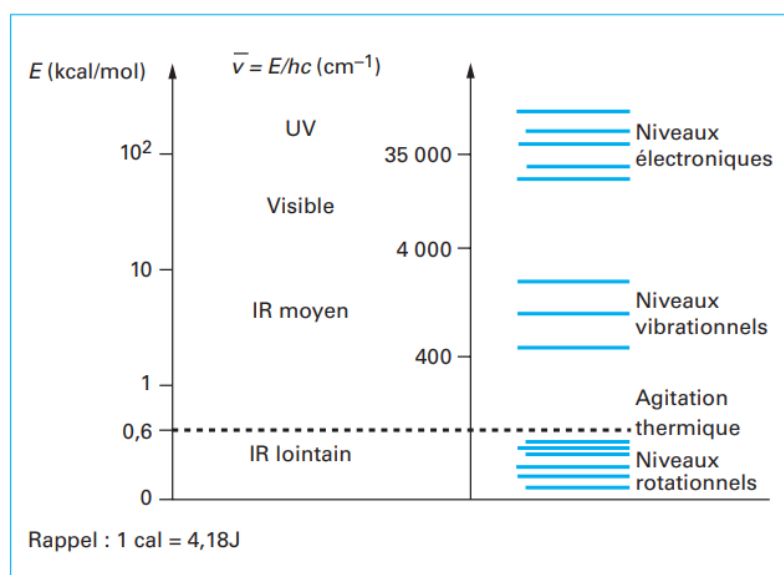 E (kcal/mol)
ν̅ = E/hc (cm⁻¹)
UV
10²
35 000
Niveaux
électroniques
Visible
4 000
10
IR moyen
Niveaux
vibrationnels
400
1
Agitation
thermique
0,6
IR lointain
Niveaux
rotationnels
0
Rappel : 1 cal = 4,18J